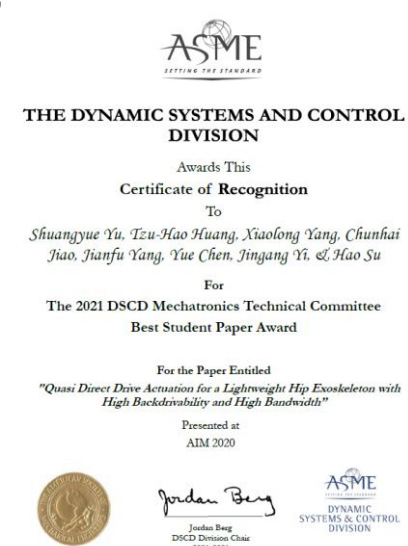 ASME
SETTING THE STANDARD
THE DYNAMIC SYSTEMS AND CONTROL
DIVISION
Awards This
Certificate of Recognition
To
Shuangyue Yu, Tzu-Hao Huang, Xiaolong Yang, Chunhai
Jiao, Jianfu Yang, Yue Chen, Jingang Yi, & Hao Su
For
The 2021 DSCD Mechatronics Technical Committee
Best Student Paper Award
For the Paper Entitled
"Quasi Direct Drive Actuation for a Lightweight Hip Exoskeleton with
High Backdrivability and High Bandwidth"
Presented at
AIM 2020
Jordan Berg
Jordan Berg
DSCD Division Chair
ASME
SETTING THE STANDARD
DYNAMIC
SYSTEMS & CONTROL
DIVISION